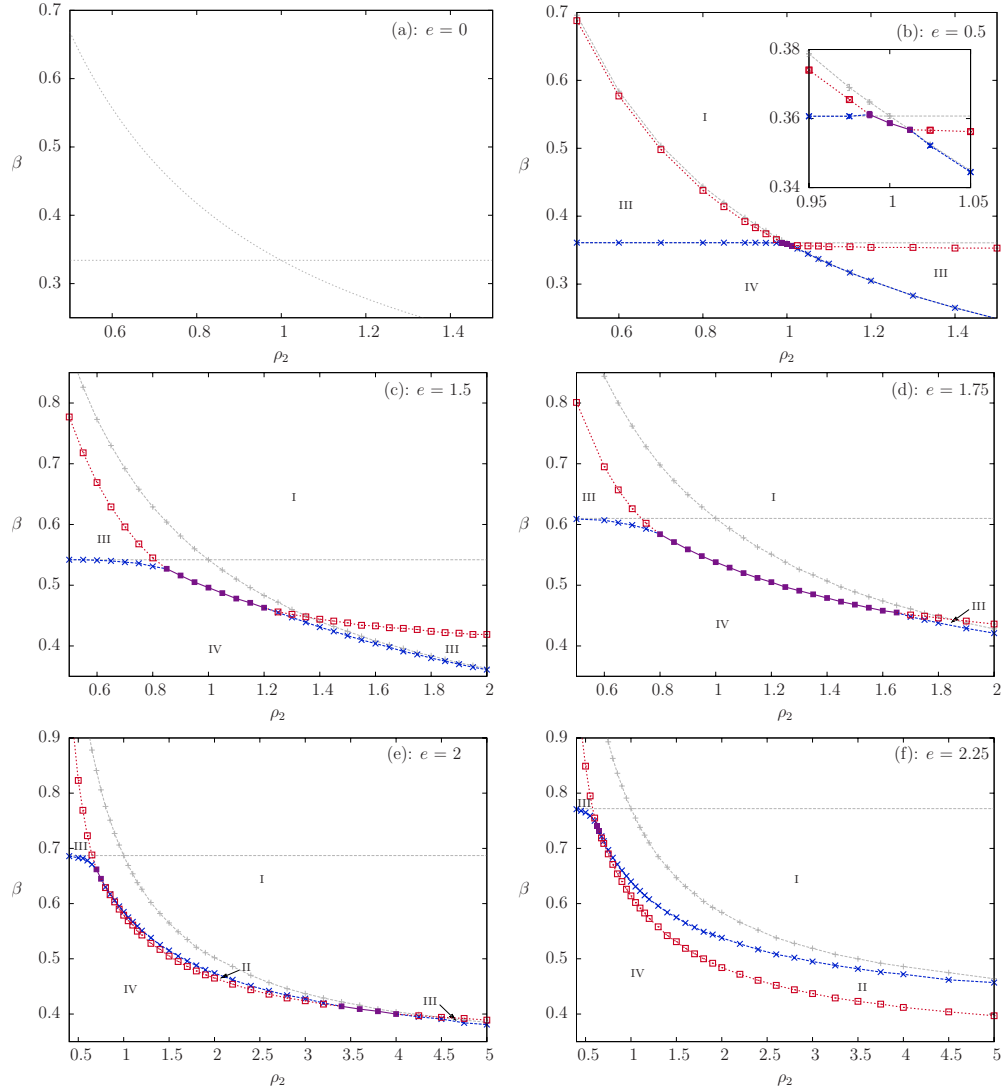 (a): e = 0
β
0.3
0.4
0.5
0.6
0.7
0.6
0.8
1
1.2
1.4
ρ2
(b): e = 0.5
β
0.3
0.4
0.5
0.6
0.7
0.6
0.8
1
1.2
1.4
ρ2
I
III
IV
III
0.34
0.36
0.38
0.95
1
1.05
(c): e = 1.5
β
0.4
0.5
0.6
0.7
0.8
0.6
0.8
1
1.2
1.4
1.6
1.8
2
ρ2
I
III
IV
III
(d): e = 1.75
β
0.4
0.5
0.6
0.7
0.8
0.6
0.8
1
1.2
1.4
1.6
1.8
2
ρ2
I
III
III
IV
(e): e = 2
β
0.4
0.5
0.6
0.7
0.8
0.9
0.5
1
1.5
2
2.5
3
3.5
4
4.5
5
ρ2
III
I
II
IV
III
(f): e = 2.25
β
0.4
0.5
0.6
0.7
0.8
0.9
0.5
1
1.5
2
2.5
3
3.5
4
4.5
5
ρ2
III
I
IV
II